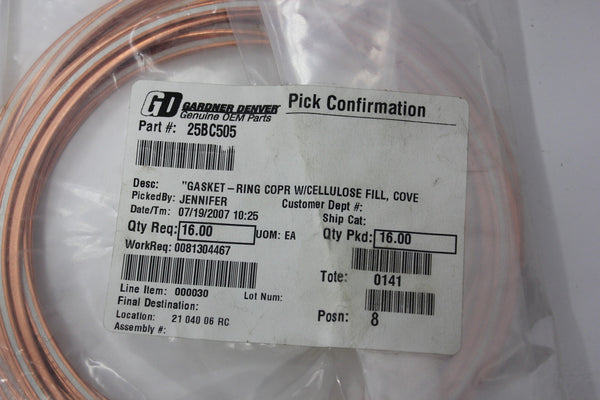 GD GARDNER DENVER
Genuine OEM Parts
Pick Confirmation
Part #: 25BC505
Desc: "GASKET-RING COPR W/CELLULOSE FILL, COVE
PickedBy: JENNIFER
Customer Dept #:
Date/Tm: 07/19/2007 10:25
Ship Cat:
Qty Req: 16.00 UOM: EA
Qty Pkd: 16.00
WorkReq: 0081304467
Tote: 0141
Line Item: 000030
Lot Num:
Final Destination:
Posn: 8
Location: 21 040 06 RC
Assembly #: